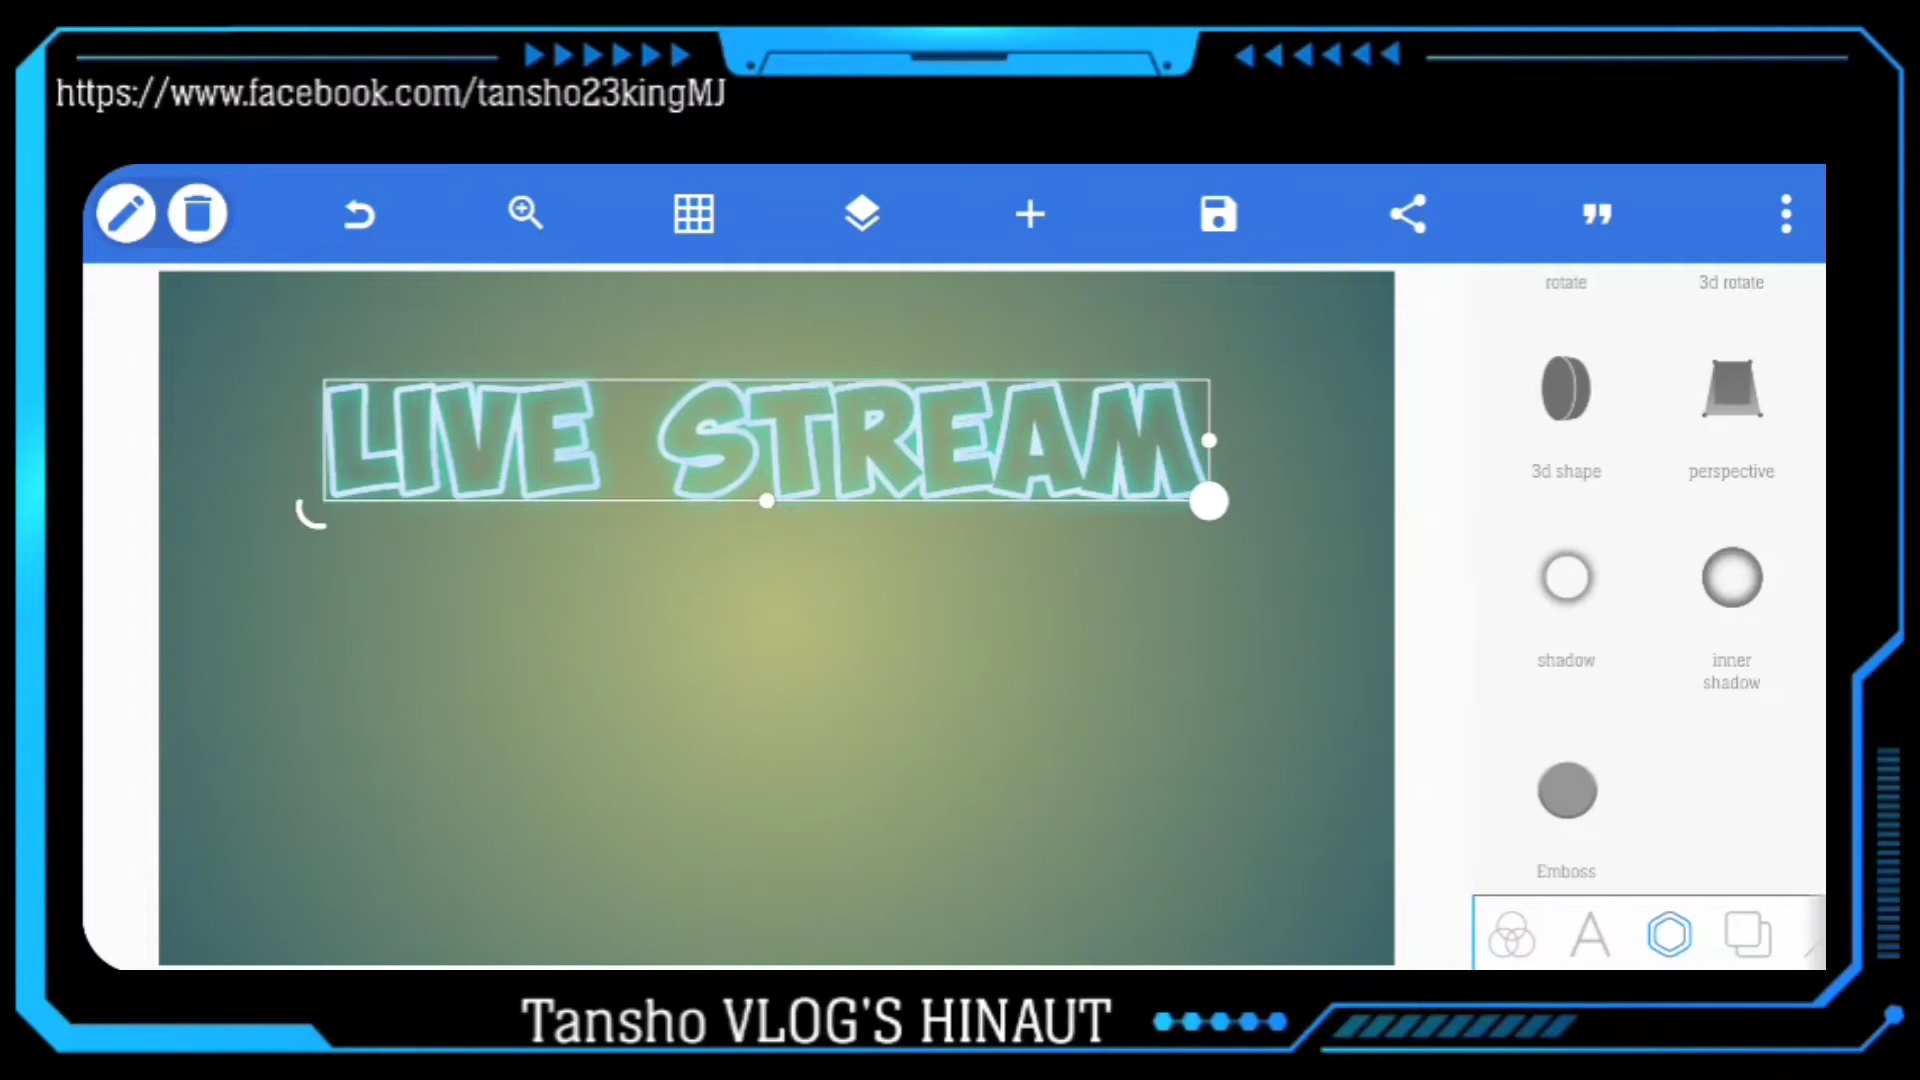 https://www.facebook.com/tansho23kingMJ
rotate
3d rotate
LIVE STREAM
3d shape
perspective
shadow
inner
shadow
Emboss
Tansho VLOG'S HINAUT